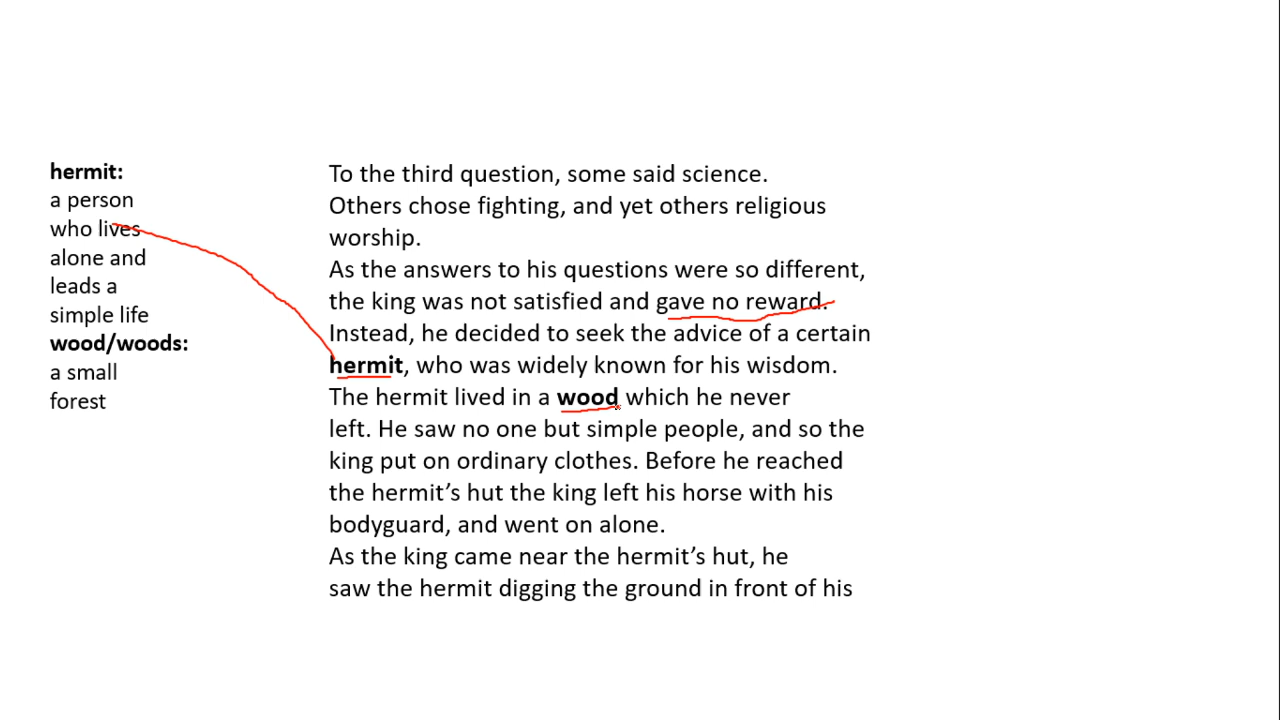 hermit:
a person
who lives
alone and
leads a
simple life
wood/woods:
a small
forest
To the third question, some said science.
Others chose fighting, and yet others religious
worship.
As the answers to his questions were so different,
the king was not satisfied and gave no reward.
Instead, he decided to seek the advice of a certain
hermit, who was widely known for his wisdom.
The hermit lived in a wood which he never
left. He saw no one but simple people, and so the
king put on ordinary clothes. Before he reached
the hermit’s hut the king left his horse with his
bodyguard, and went on alone.
As the king came near the hermit’s hut, he
saw the hermit digging the ground in front of his